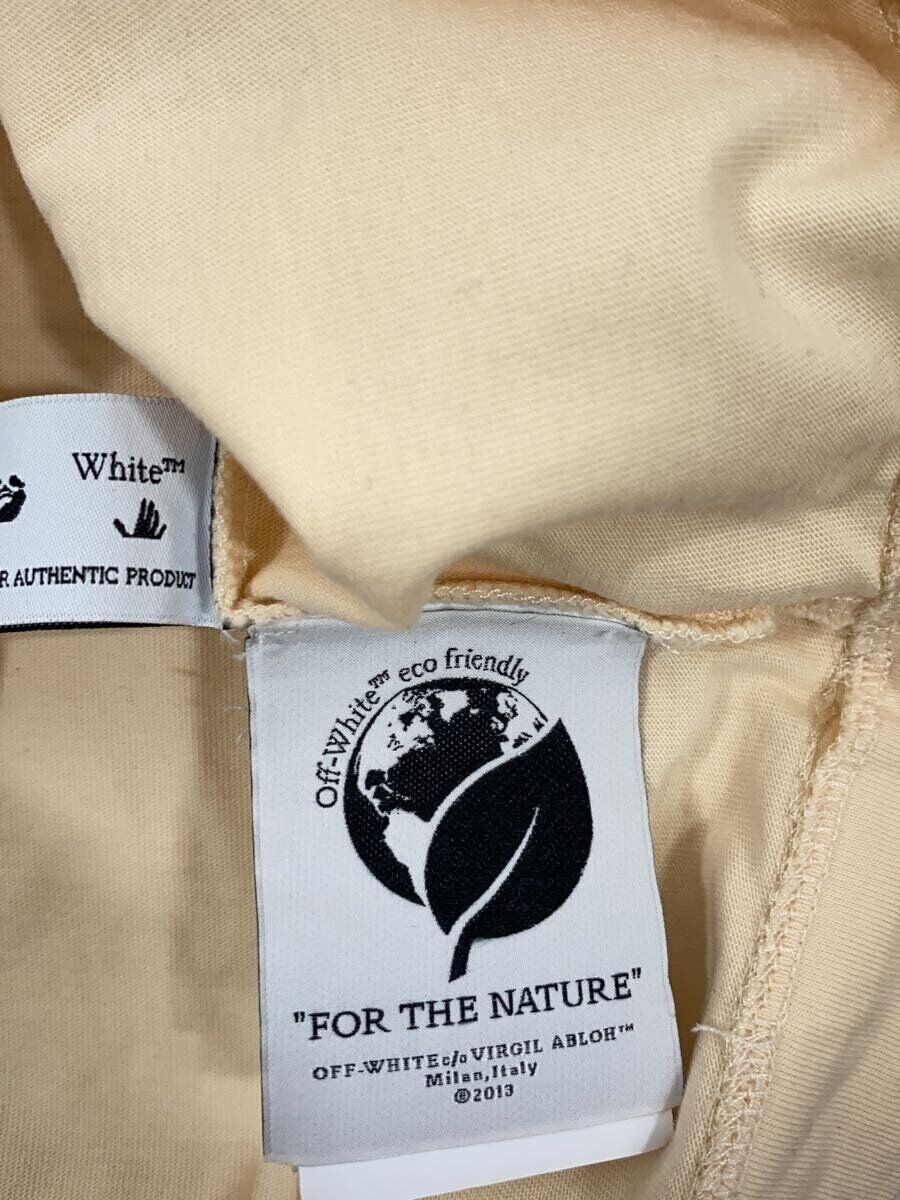 White™
R AUTHENTIC PRODUCT
Off-White™ eco friendly
"FOR THE NATURE"
OFF-WHITE c/o VIRGIL ABLOH™
Milan,Italy
©2013